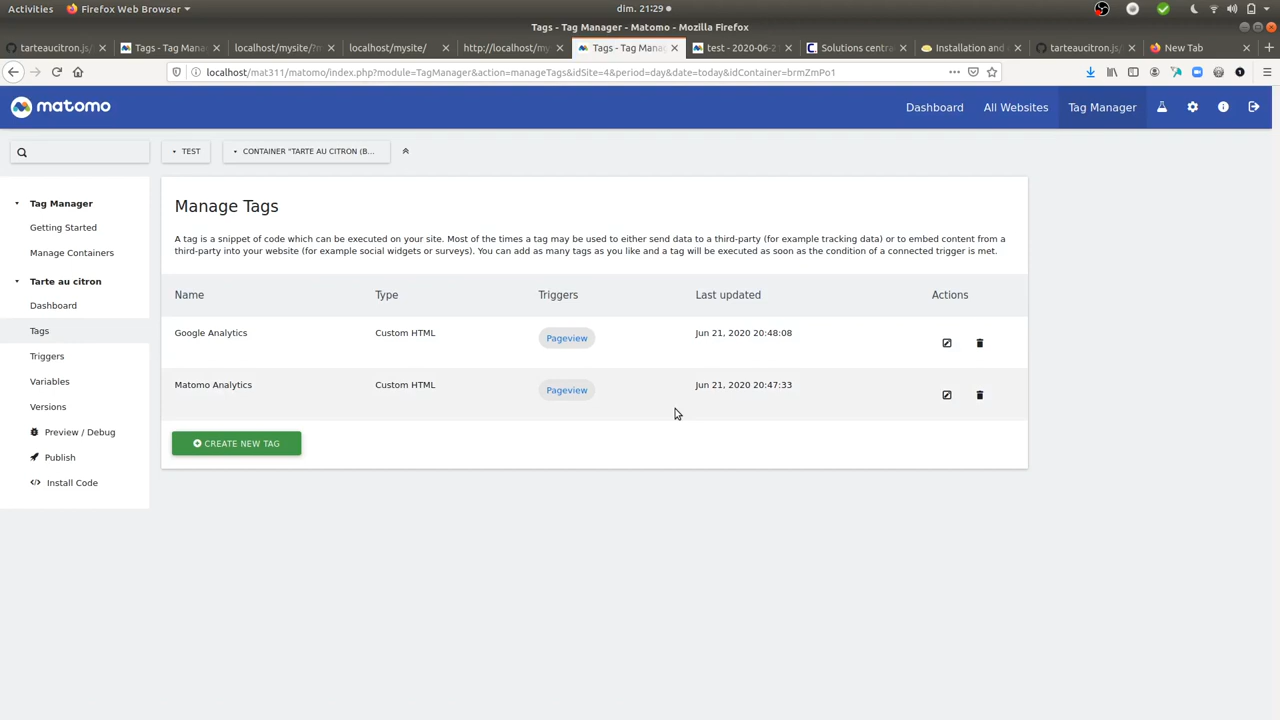 Activities
Firefox Web Browser
dim. 21:29
Tags - Tag Manager - Matomo - Mozilla Firefox
tarteaucitron.js/
Tags - Tag Mana
localhost/mysite/?m
localhost/mysite/
http://localhost/my
Tags - Tag Mana
test - 2020-06-2
Solutions centra
Installation and
tarteaucitron.js/
New Tab
localhost/mat311/matomo/index.php?module=TagManager&action=manageTags&idSite=4&period=day&date=today&idContainer=brmZmPo1
matomo
Dashboard
All Websites
Tag Manager
TEST
CONTAINER "TARTE AU CITRON (B...
Tag Manager
Getting Started
Manage Containers
Tarte au citron
Dashboard
Tags
Triggers
Variables
Versions
Preview / Debug
Publish
Install Code
Manage Tags
A tag is a snippet of code which can be executed on your site. Most of the times a tag may be used to either send data to a third-party (for example tracking data) or to embed content from a
third-party into your website (for example social widgets or surveys). You can add as many tags as you like and a tag will be executed as soon as the condition of a connected trigger is met.
Name Type Triggers Last updated Actions
Google Analytics Custom HTML Pageview Jun 21, 2020 20:48:08
Matomo Analytics Custom HTML Pageview Jun 21, 2020 20:47:33
CREATE NEW TAG